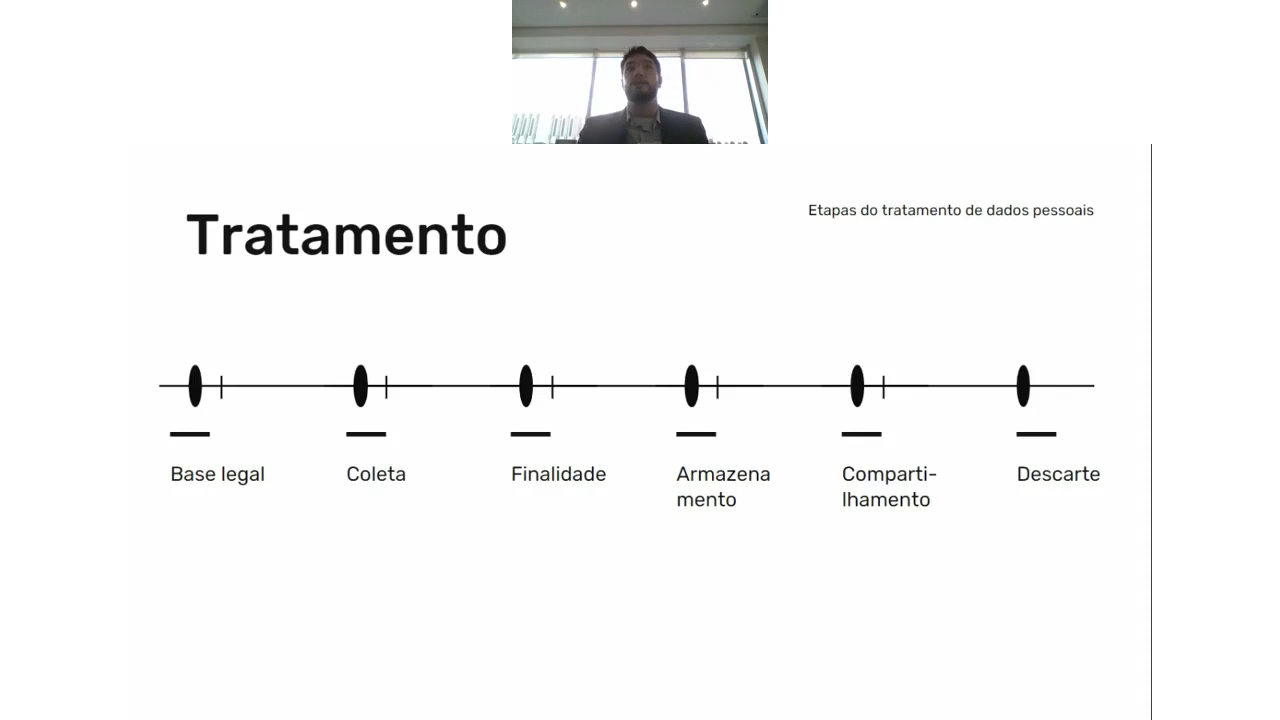 Tratamento
Etapas do tratamento de dados pessoais
Base legal
Coleta
Finalidade
Armazena
mento
Comparti-
lhamento
Descarte